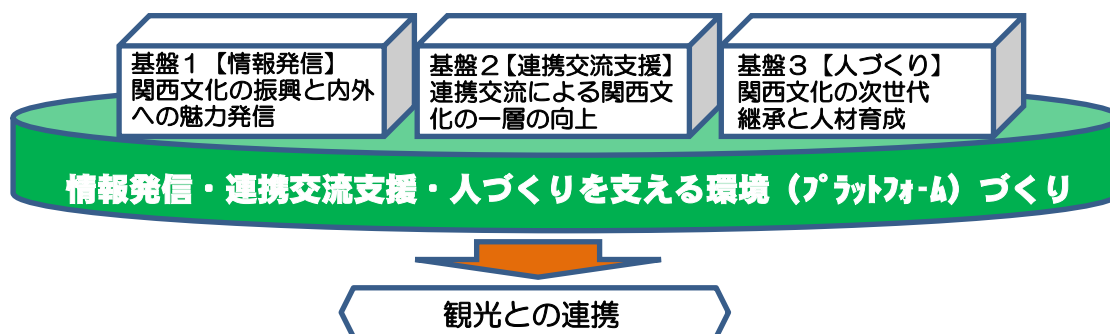 基盤１【情報発信】
関西文化の振興と内外
への魅力発信
基盤２【連携交流支援】
連携交流による関西文
化の一層の向上
基盤３【人づくり】
関西文化の次世代
継承と人材育成
情報発信・連携交流支援・人づくりを支える環境（ﾌﾟﾗｯﾄﾌｫｰﾑ）づくり
観光との連携